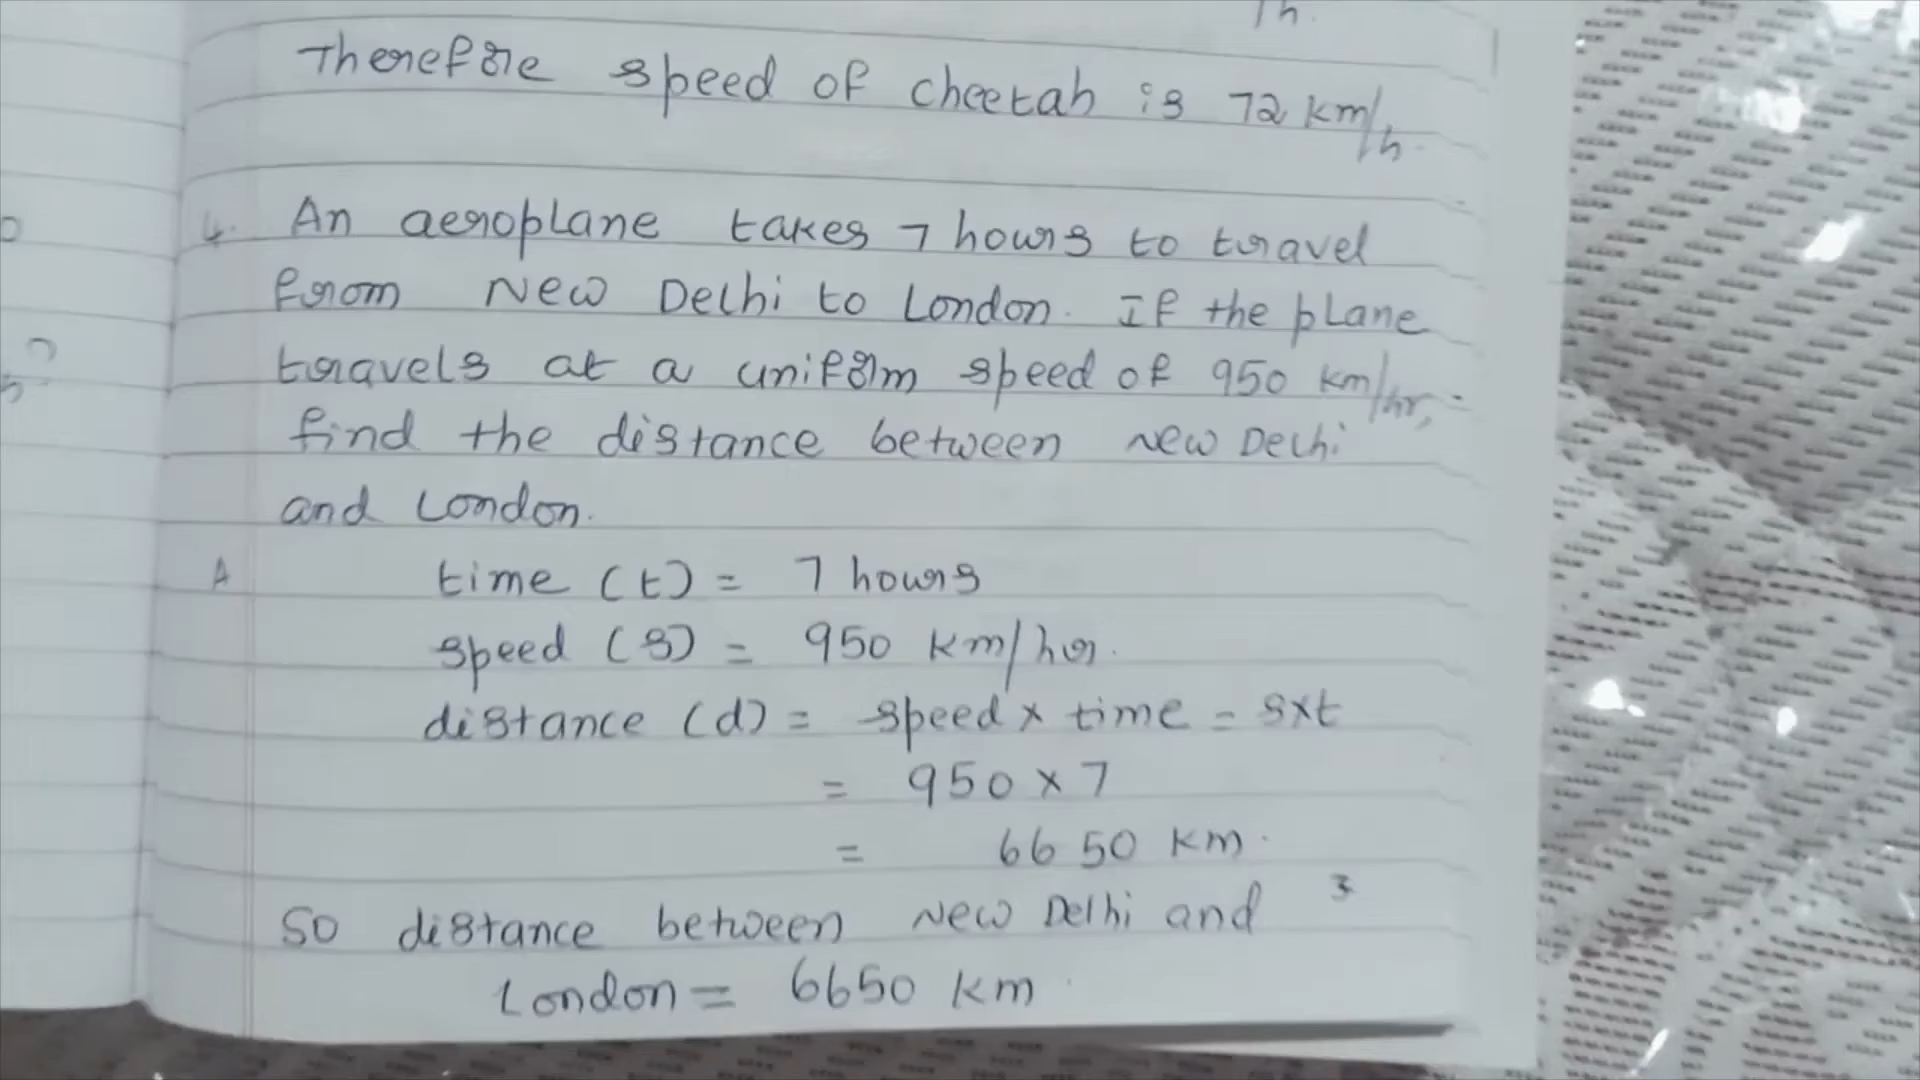 h.
Therefore speed of cheetah is 72 km/h.
4. An aeroplane takes 7 hours to travel
from New Delhi to London. If the plane
travels at a uniform speed of 950 km/hr,
find the distance between New Delhi
and London.
A time (t) = 7 hours
speed (s) = 950 km/hr.
distance (d) = speed x time = sxt
= 950 x 7
= 6650 km.
So distance between New Delhi and
London = 6650 km.